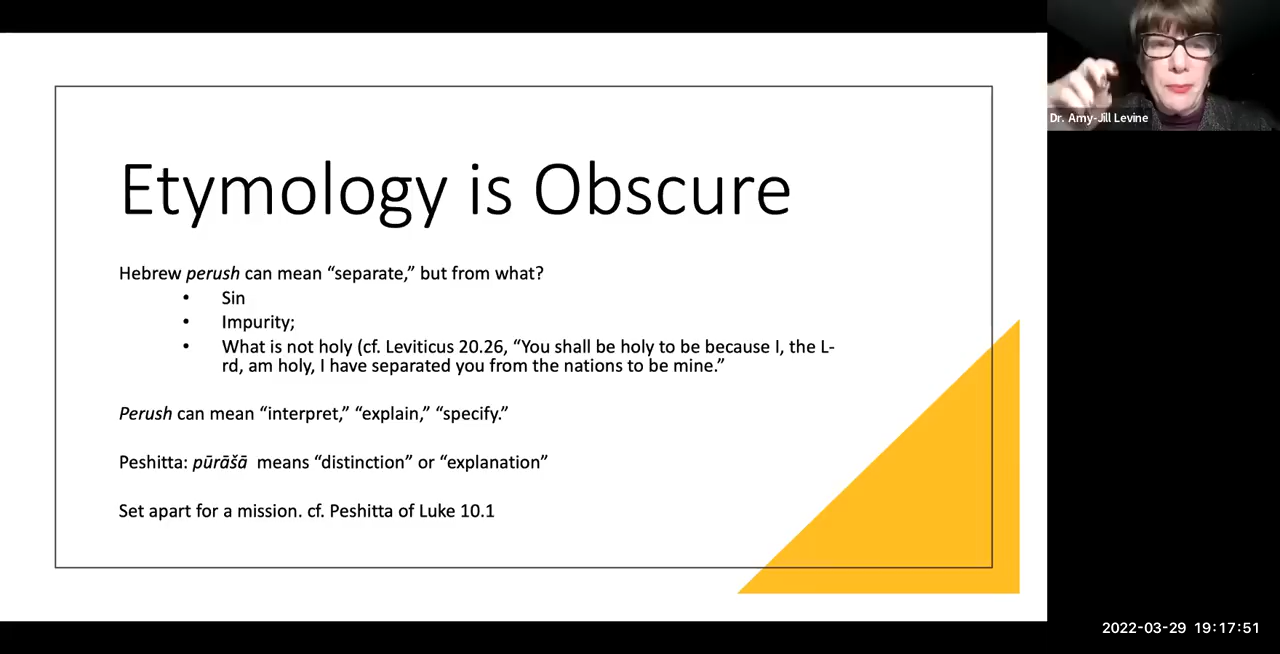 Etymology is Obscure
Hebrew perush can mean “separate,” but from what?
• Sin
• Impurity;
• What is not holy (cf. Leviticus 20.26, “You shall be holy to be because I, the L-
rd, am holy, I have separated you from the nations to be mine.”
Perush can mean “interpret,” “explain,” “specify.”
Peshitta: pūrāšā means “distinction” or “explanation”
Set apart for a mission. cf. Peshitta of Luke 10.1
Dr. Amy-Jill Levine
2022-03-29 19:17:51